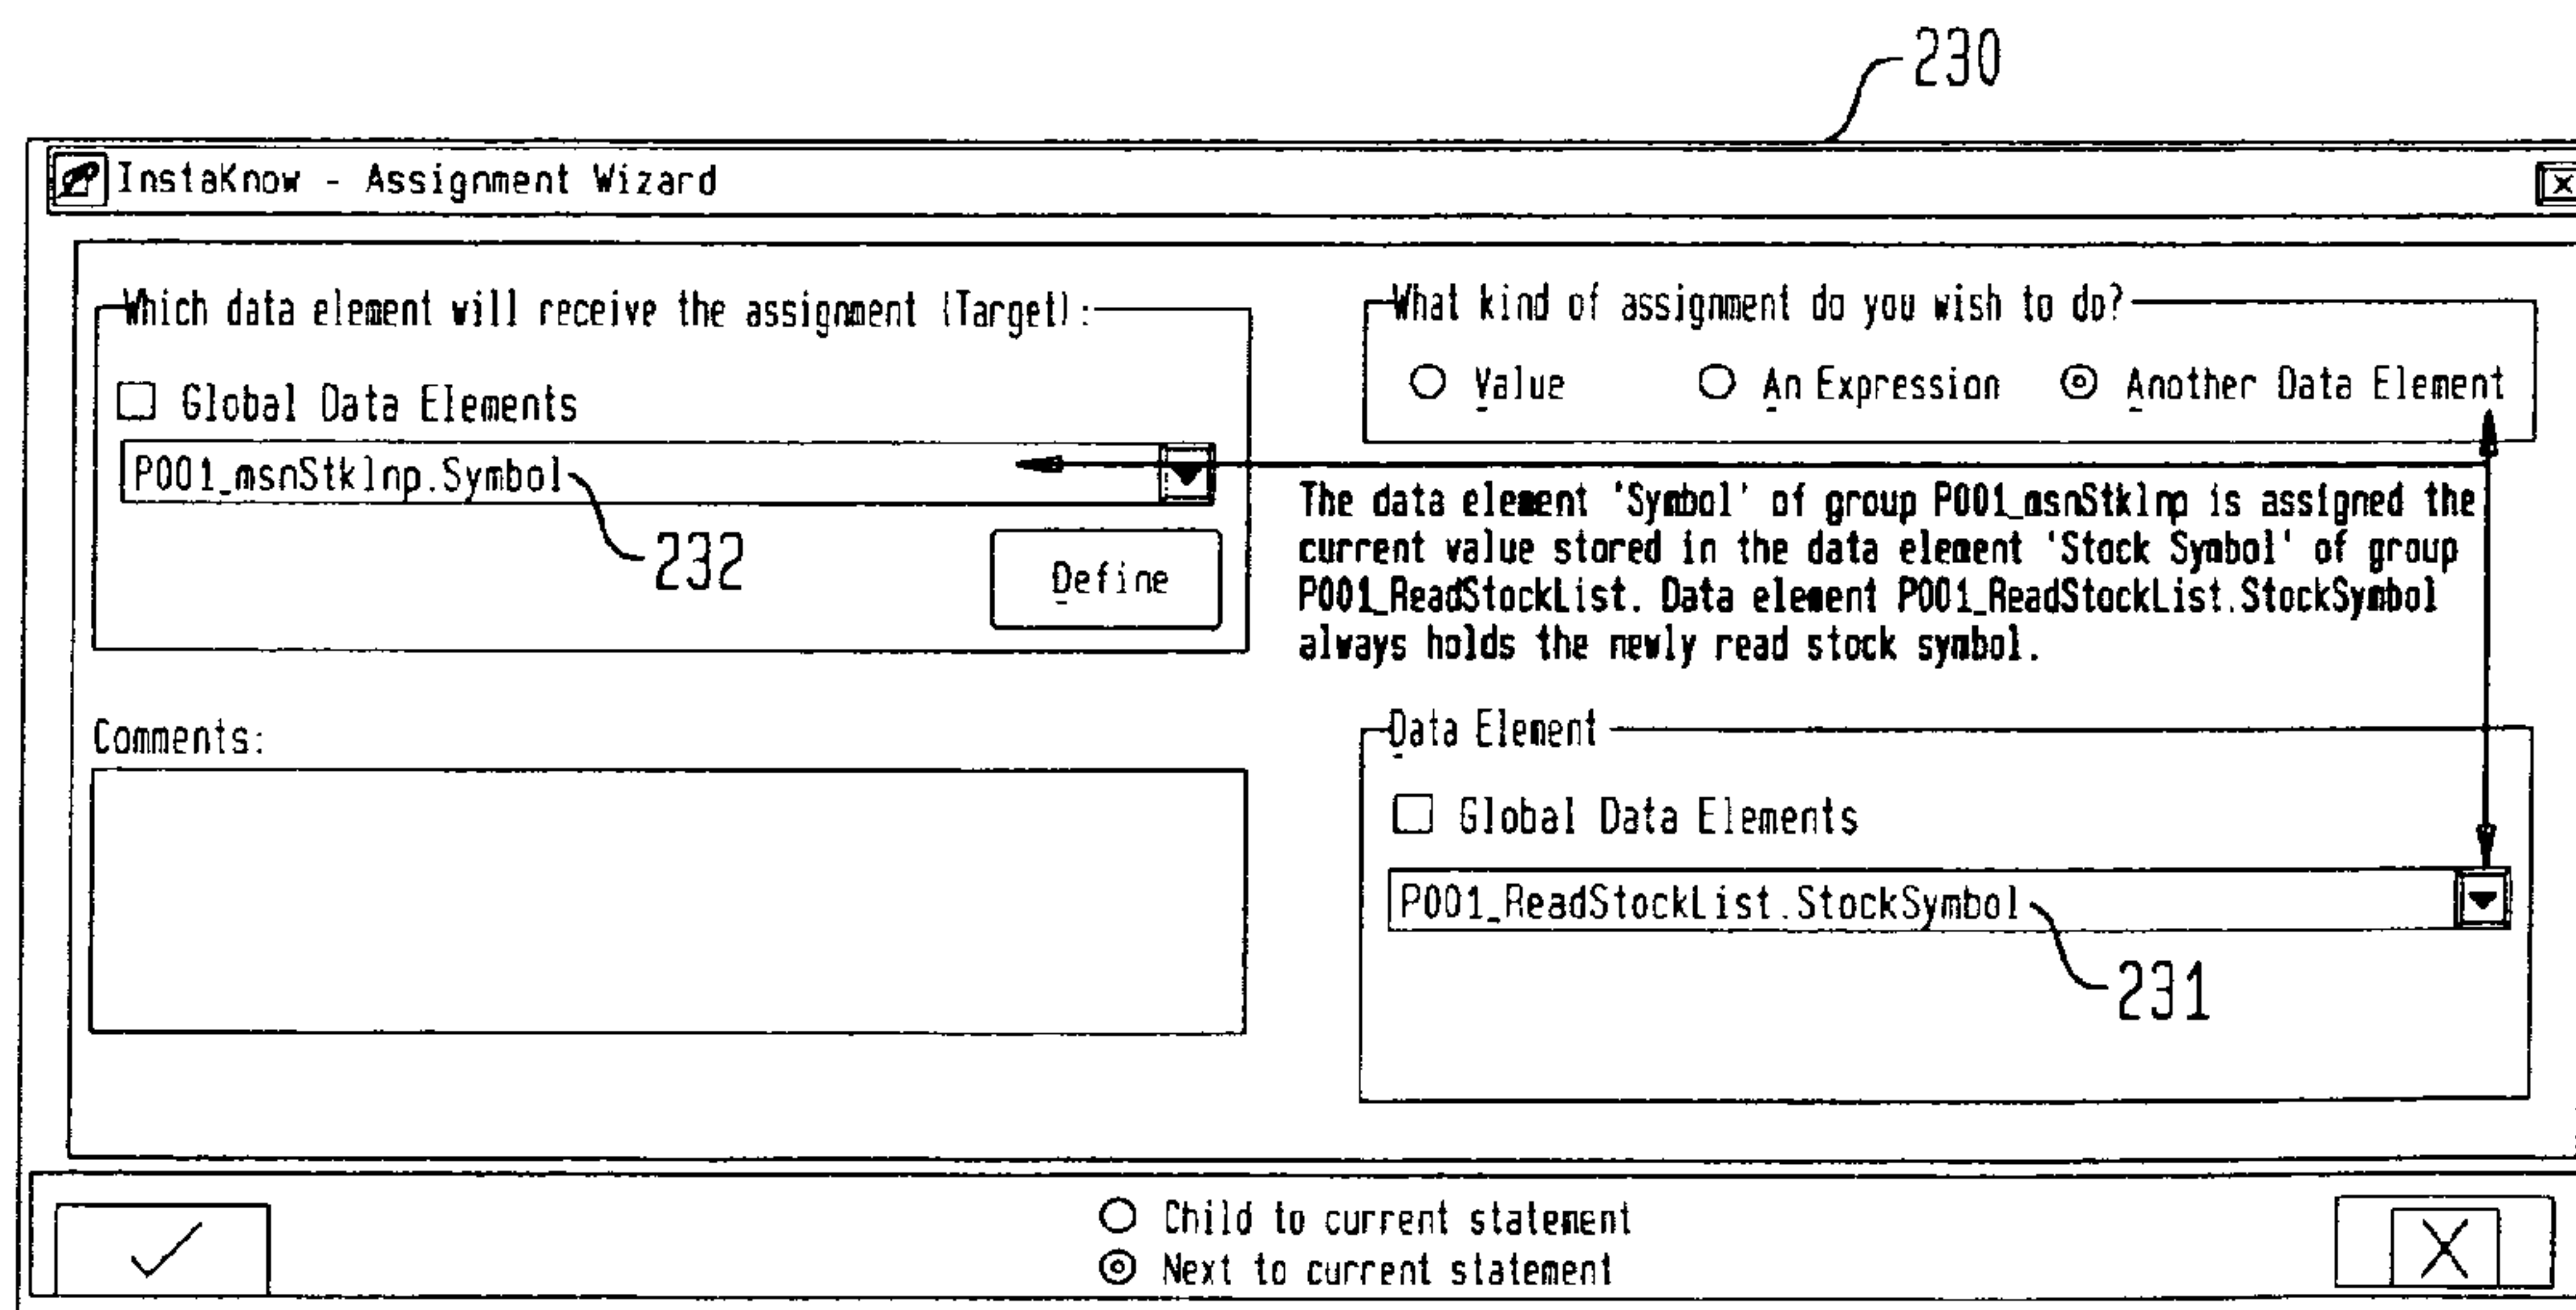 230
InstaKnow - Assignment Wizard
Which data element will receive the assignment (Target):
Global Data Elements
P001_msnStkInp.Symbol
232
Define
Comments:
What kind of assignment do you wish to do?
Value An Expression Another Data Element
The data element 'Symbol' of group P001_msnStkInp is assigned the
current value stored in the data element 'Stock Symbol' of group
P001_ReadStockList. Data element P001_ReadStockList.StockSymbol
always holds the newly read stock symbol.
Data Element
Global Data Elements
P001_ReadStockList.StockSymbol
231
Child to current statement
Next to current statement